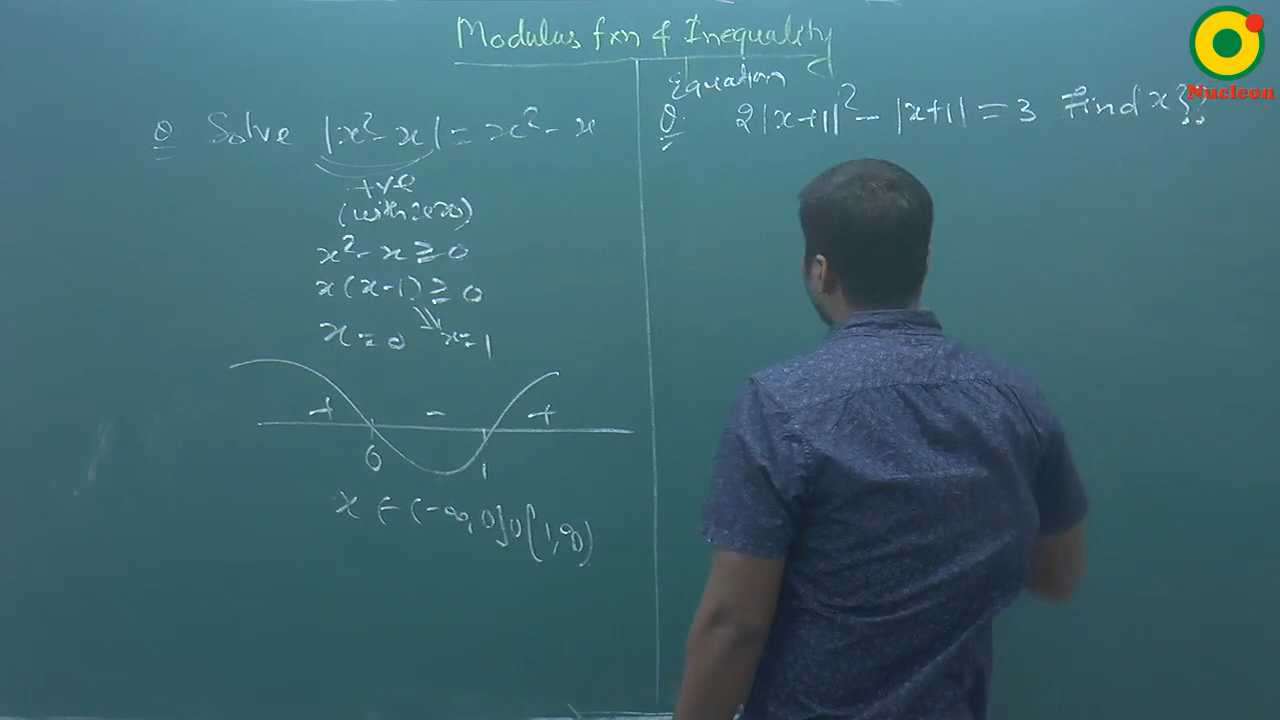 Modulus fxn & Inequality
Equation
Q Solve |x²-x| = x²-x
+ve
(with zero)
x²-x ≥ 0
x(x-1) ≥ 0
x=0 x=1
+ - +
0 1
x ∈ (-∞, 0] ∪ [1, ∞)
Q. 2|x+1|² - |x+1| = 3 Find x
Nucleon